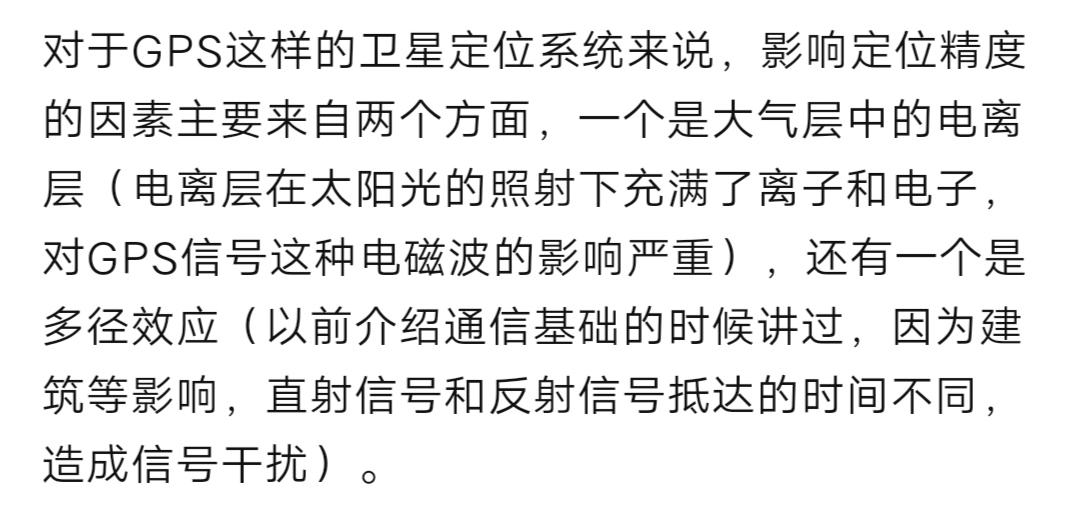 对于GPS这样的卫星定位系统来说，影响定位精度
的因素主要来自两个方面，一个是大气层中的电离
层（电离层在太阳光的照射下充满了离子和电子，
对GPS信号这种电磁波的影响严重），还有一个是
多径效应（以前介绍通信基础的时候讲过，因为建
筑等影响，直射信号和反射信号抵达的时间不同，
造成信号干扰）。